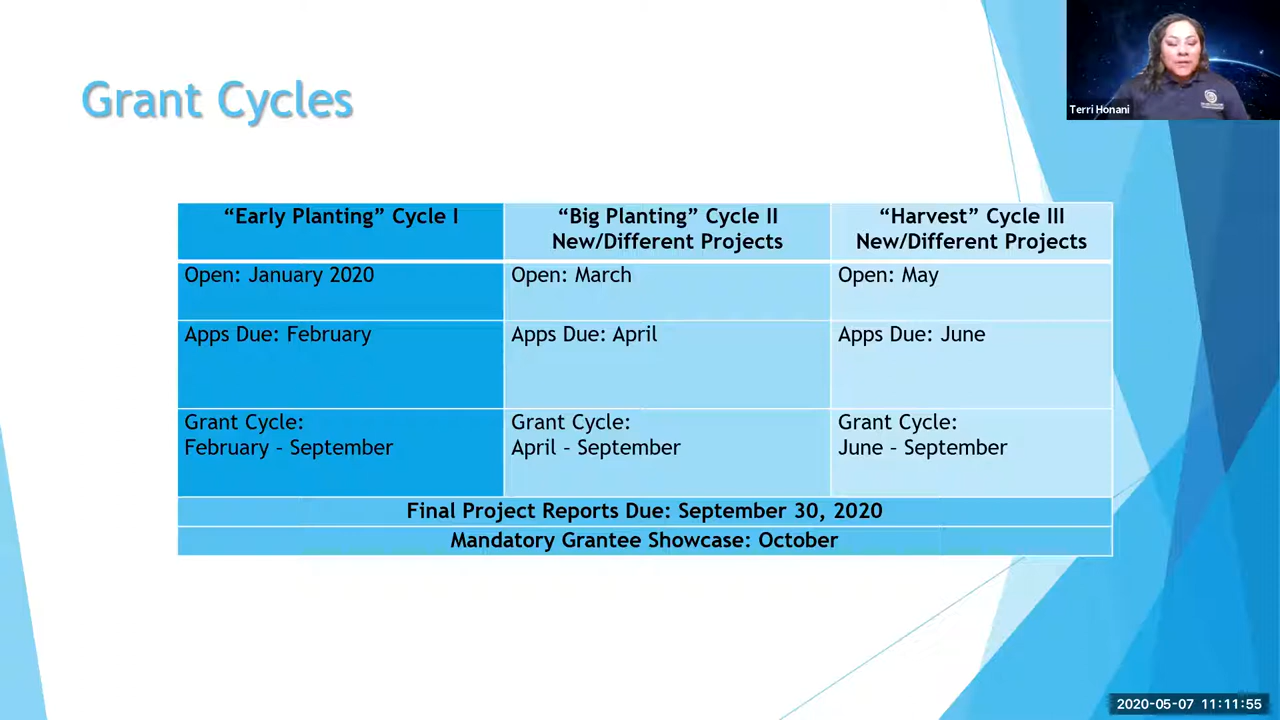 Grant Cycles
Terri Honani
“Early Planting” Cycle I
“Big Planting” Cycle II
New/Different Projects
“Harvest” Cycle III
New/Different Projects
Open: January 2020
Open: March
Open: May
Apps Due: February
Apps Due: April
Apps Due: June
Grant Cycle:
February – September
Grant Cycle:
April – September
Grant Cycle:
June – September
Final Project Reports Due: September 30, 2020
Mandatory Grantee Showcase: October
2020-05-07 11:11:55